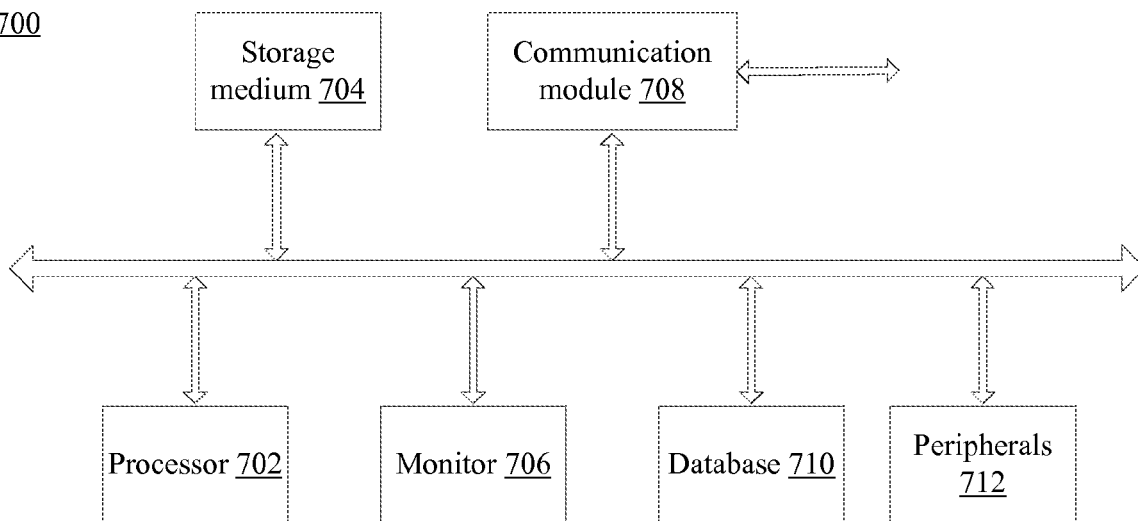 700
Storage
medium 704
Communication
module 708
Processor 702
Monitor 706
Database 710
Peripherals
712